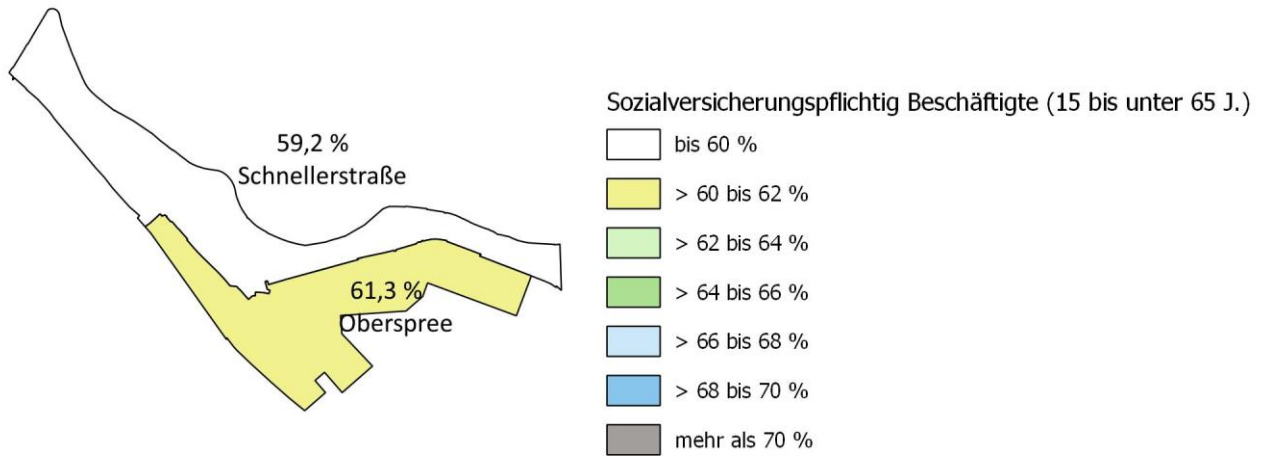 59,2 %
Schnellerstraße
61,3 %
Oberspree
Sozialversicherungspflichtig Beschäftigte (15 bis unter 65 J.)
bis 60 %
> 60 bis 62 %
> 62 bis 64 %
> 64 bis 66 %
> 66 bis 68 %
> 68 bis 70 %
mehr als 70 %